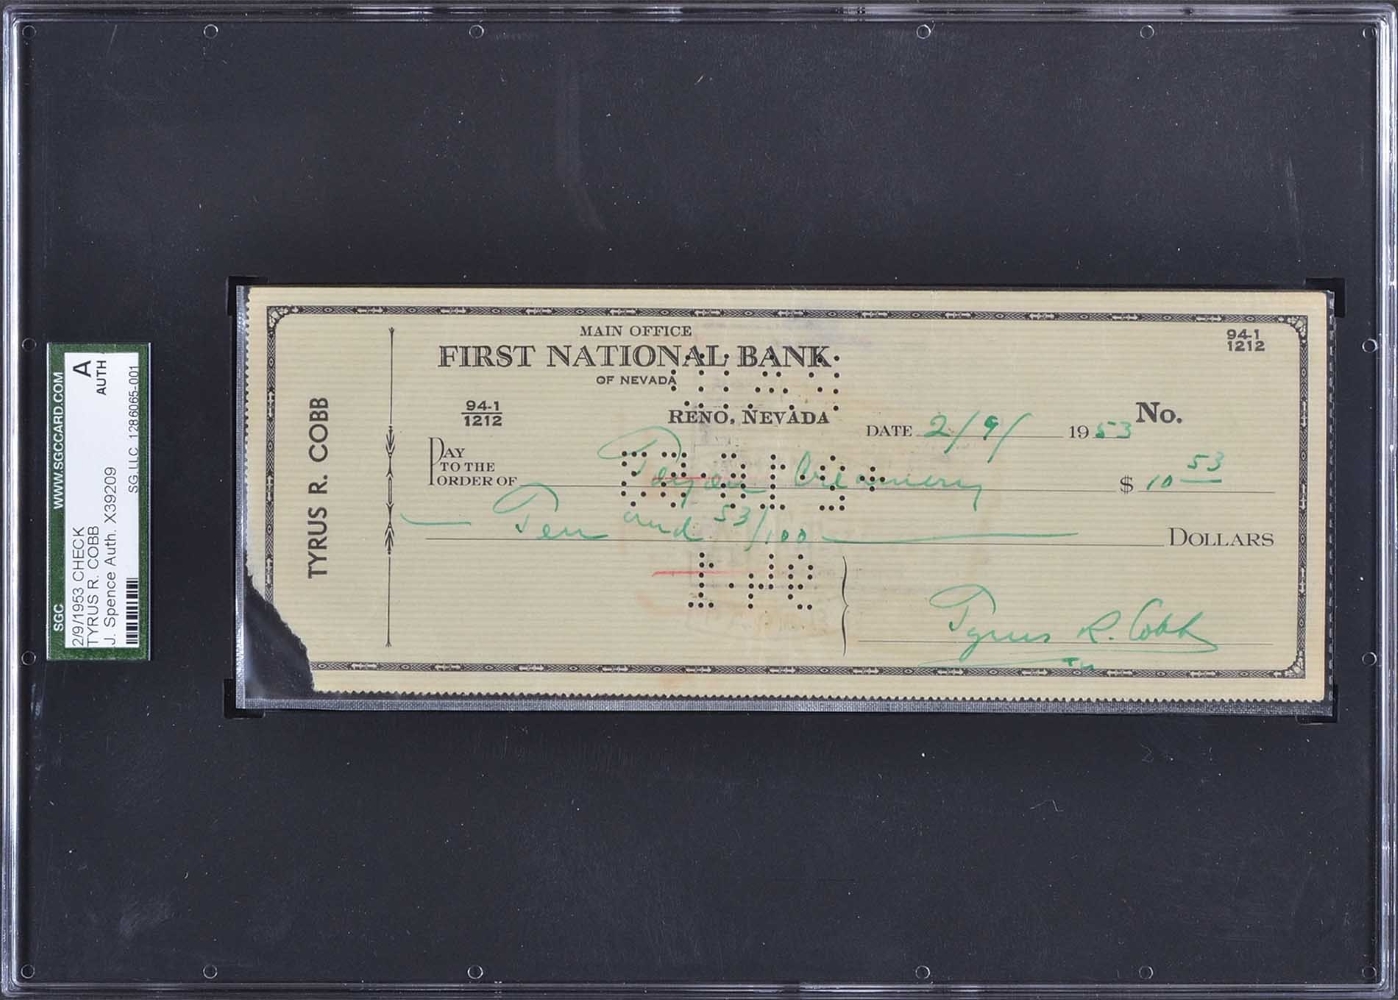 SGC WWW.SGCCARD.COM
2/9/1953 CHECK A
TYRUS R. COBB AUTH
J. Spence Auth. X39209
SG LLC 1286065-001
TYRUS R. COBB
MAIN OFFICE
FIRST NATIONAL BANK
OF NEVADA
94-1
1212
94-1
1212
RENO, NEVADA
DATE 2/9/ 1953 No.
PAY
TO THE
ORDER OF Creamery $ 10 53
Ten and 53/100 DOLLARS
Tyrus R. Cobb